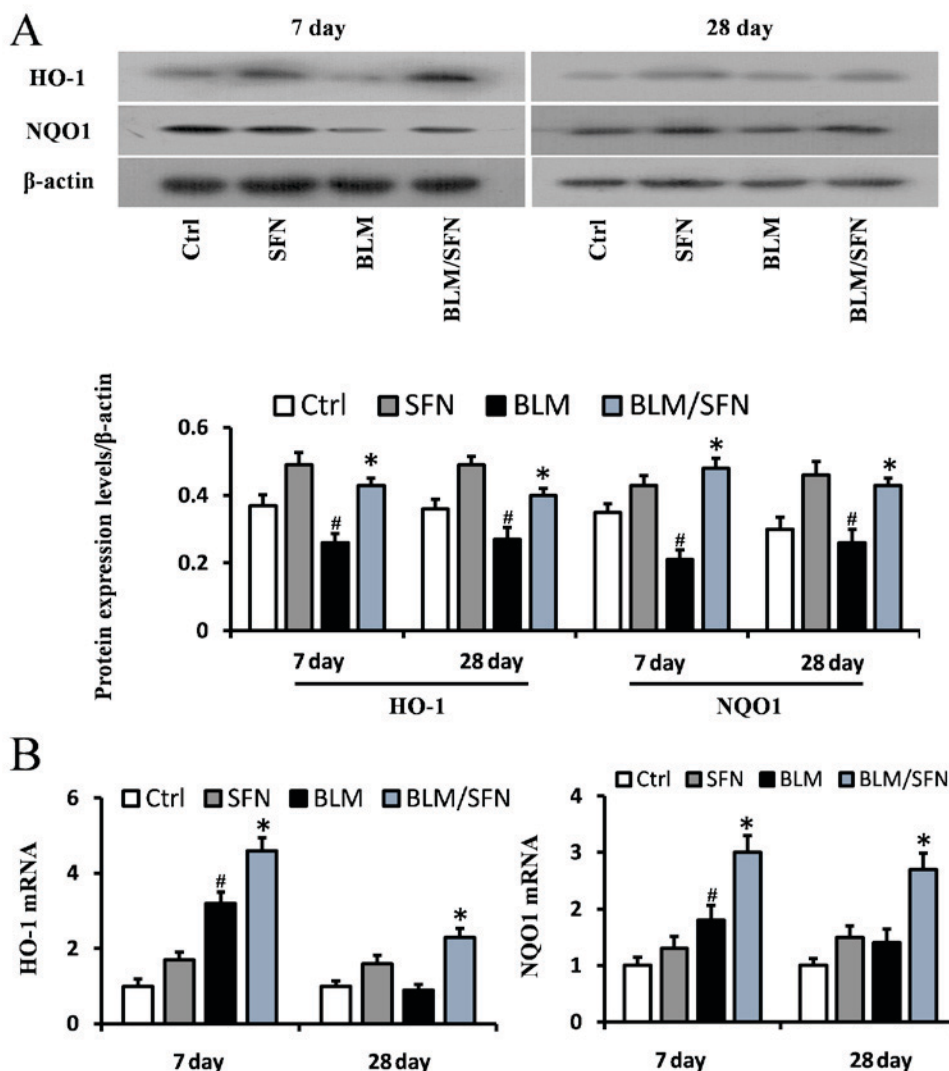 A
7 day
28 day
HO-1
NQO1
β-actin
Ctrl
SFN
BLM
BLM/SFN
Ctrl
SFN
BLM
BLM/SFN
Protein expression levels/β-actin
Ctrl SFN BLM BLM/SFN
0.6
0.4
0.2
0
# * # * # * # *
7 day 28 day 7 day 28 day
HO-1 NQO1
B
HO-1 mRNA
Ctrl SFN BLM BLM/SFN
6
4
2
0
# * *
7 day 28 day
NQO1 mRNA
Ctrl SFN BLM BLM/SFN
4
3
2
1
0
# * *
7 day 28 day